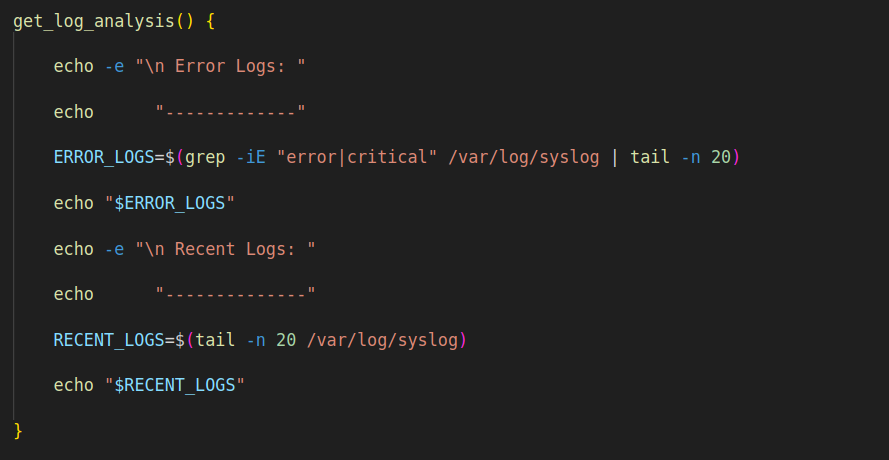 get_log_analysis() {
echo -e "\n Error Logs: "
echo      "-------------"
ERROR_LOGS=$(grep -iE "error|critical" /var/log/syslog | tail -n 20)
echo "$ERROR_LOGS"
echo -e "\n Recent Logs: "
echo      "--------------"
RECENT_LOGS=$(tail -n 20 /var/log/syslog)
echo "$RECENT_LOGS"
}